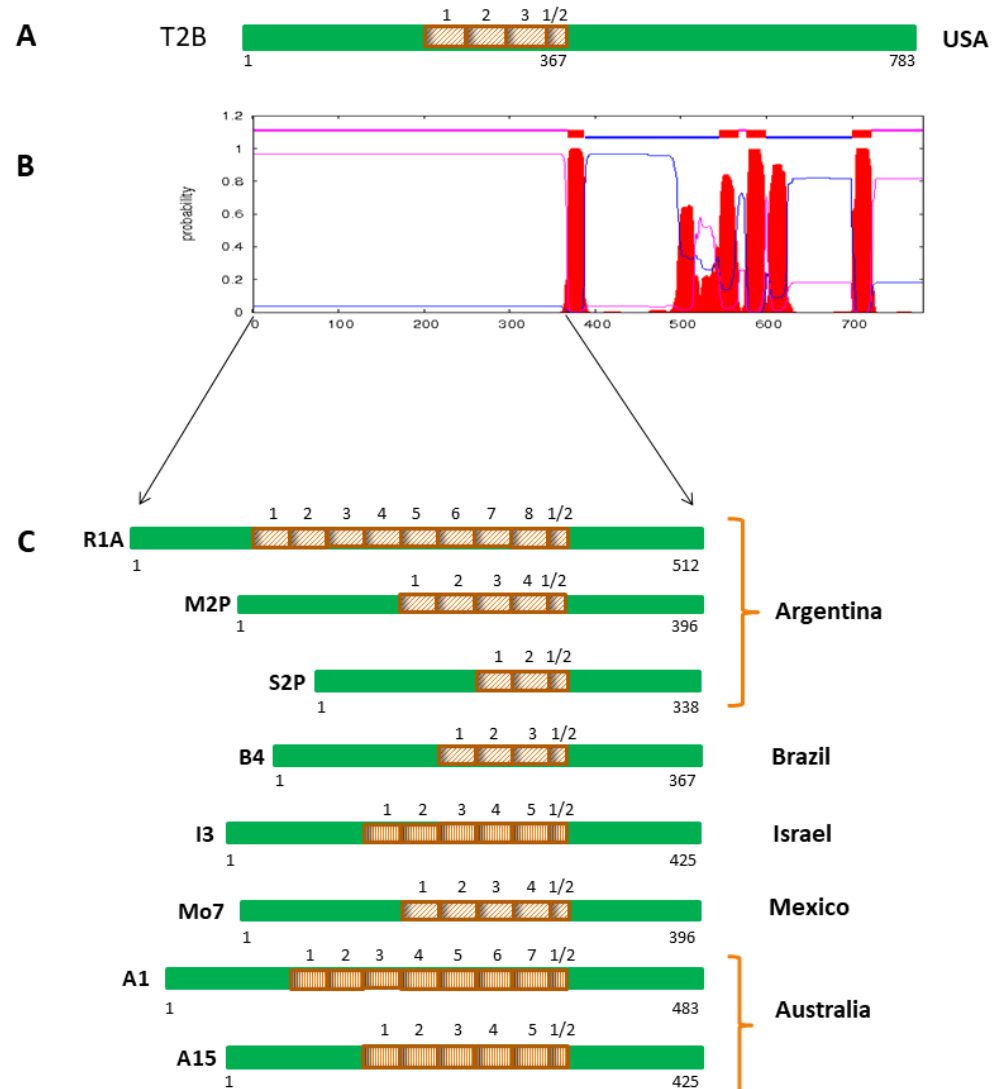 A T2B 1 2 3 1/2 USA
1 367 783
B
1.2
1
0.8
0.6
0.4
0.2
0
probability
0 100 200 300 400 500 600 700
C
1 2 3 4 5 6 7 8 1/2
R1A
1 512
1 2 3 4 1/2
M2P
1 396
Argentina
1 2 1/2
S2P
1 338
1 2 3 1/2
B4 Brazil
1 367
1 2 3 4 5 1/2
I3 Israel
1 425
1 2 3 4 1/2
Mo7 Mexico
1 396
1 2 3 4 5 6 7 1/2
A1
1 483
Australia
1 2 3 4 5 1/2
A15
1 425